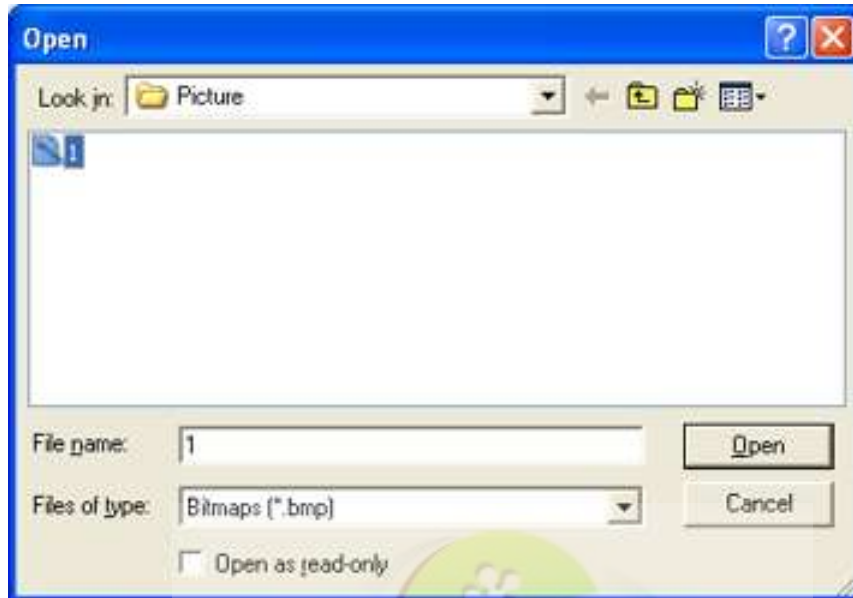 Open
Look in: Picture
1
File name: 1 Open
Files of type: Bitmaps (*.bmp) Cancel
Open as read-only